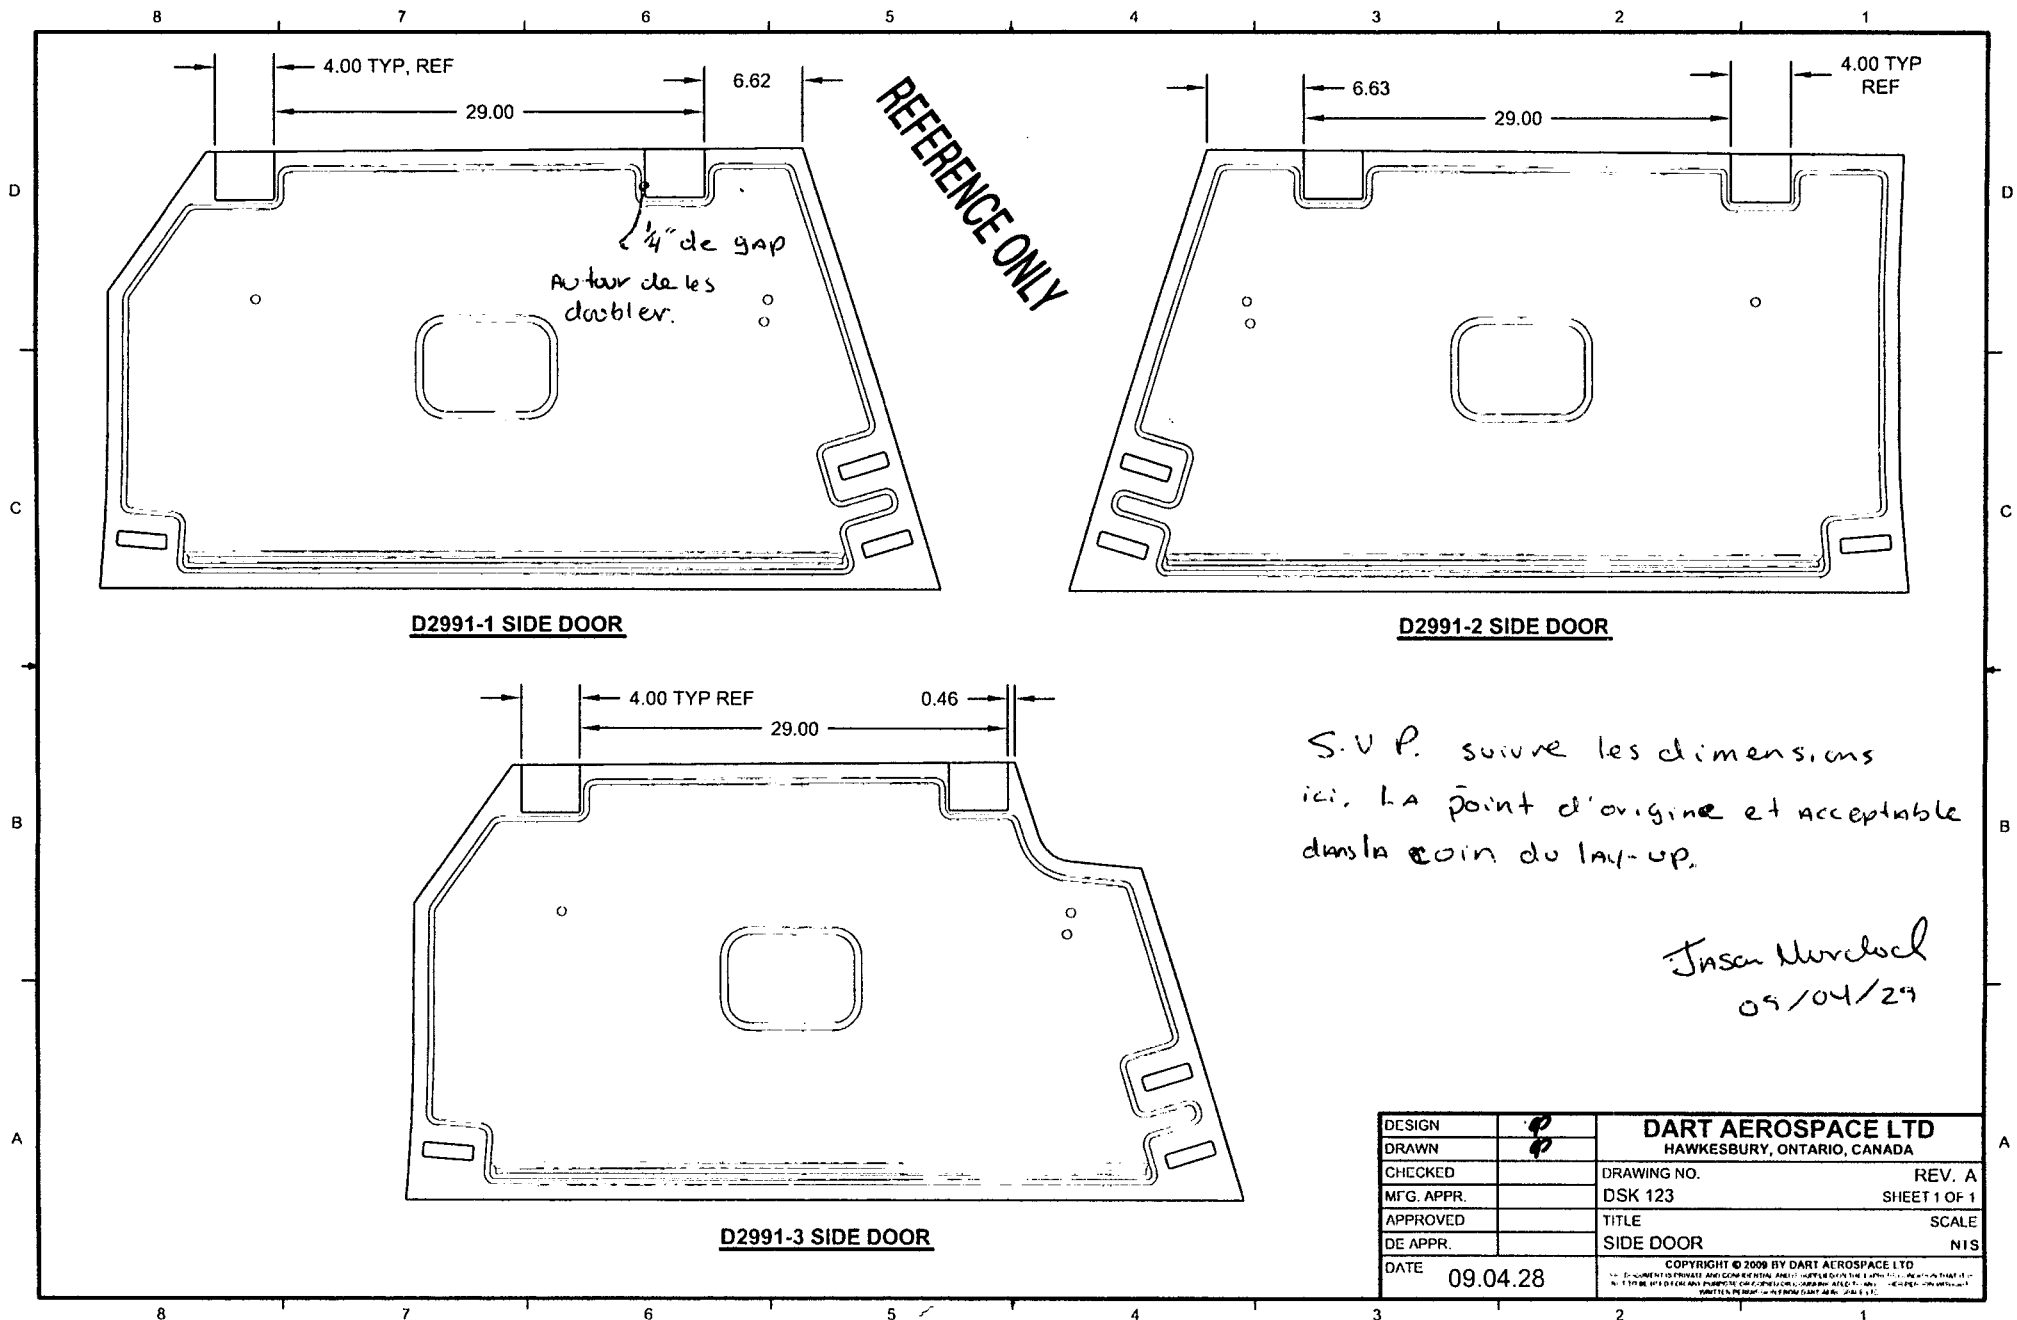 8 7 6 5 4 3 2 1
4.00 TYP, REF
6.62
29.00
6.63
4.00 TYP
REF
29.00
REFERENCE ONLY
D
D
1/4" de gap
Autour de les
doubler.
C
C
D2991-1 SIDE DOOR
D2991-2 SIDE DOOR
4.00 TYP REF
0.46
29.00
S.V.P. suivre les dimensions
ici. LA point d'origine et acceptable
dans la coin du lay-up.
B
B
Jason Murdoch
09/04/29
A
A
D2991-3 SIDE DOOR
DESIGN
DRAWN
CHECKED
MFG. APPR.
APPROVED
DE APPR.
DATE 09.04.28
DART AEROSPACE LTD
HAWKESBURY, ONTARIO, CANADA
DRAWING NO. REV. A
DSK 123 SHEET 1 OF 1
TITLE SCALE
SIDE DOOR NTS
COPYRIGHT © 2009 BY DART AEROSPACE LTD
8 7 6 5 4 3 2 1